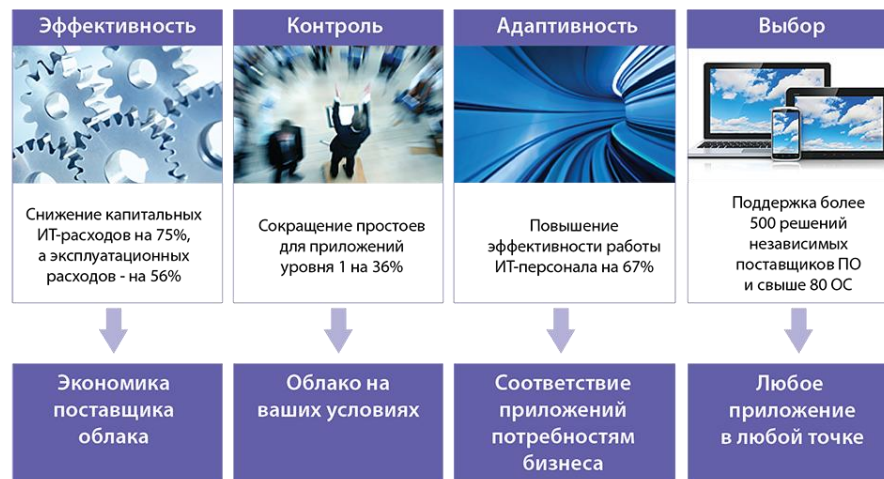 Эффективность
Снижение капитальных
ИТ-расходов на 75%,
а эксплуатационных
расходов - на 56%
Экономика
поставщика
облака
Контроль
Сокращение простоев
для приложений
уровня 1 на 36%
Облако на
ваших условиях
Адаптивность
Повышение
эффективности работы
ИТ-персонала на 67%
Соответствие
приложений
потребностям
бизнеса
Выбор
Поддержка более
500 решений
независимых
поставщиков ПО
и свыше 80 ОС
Любое
приложение
в любой точке